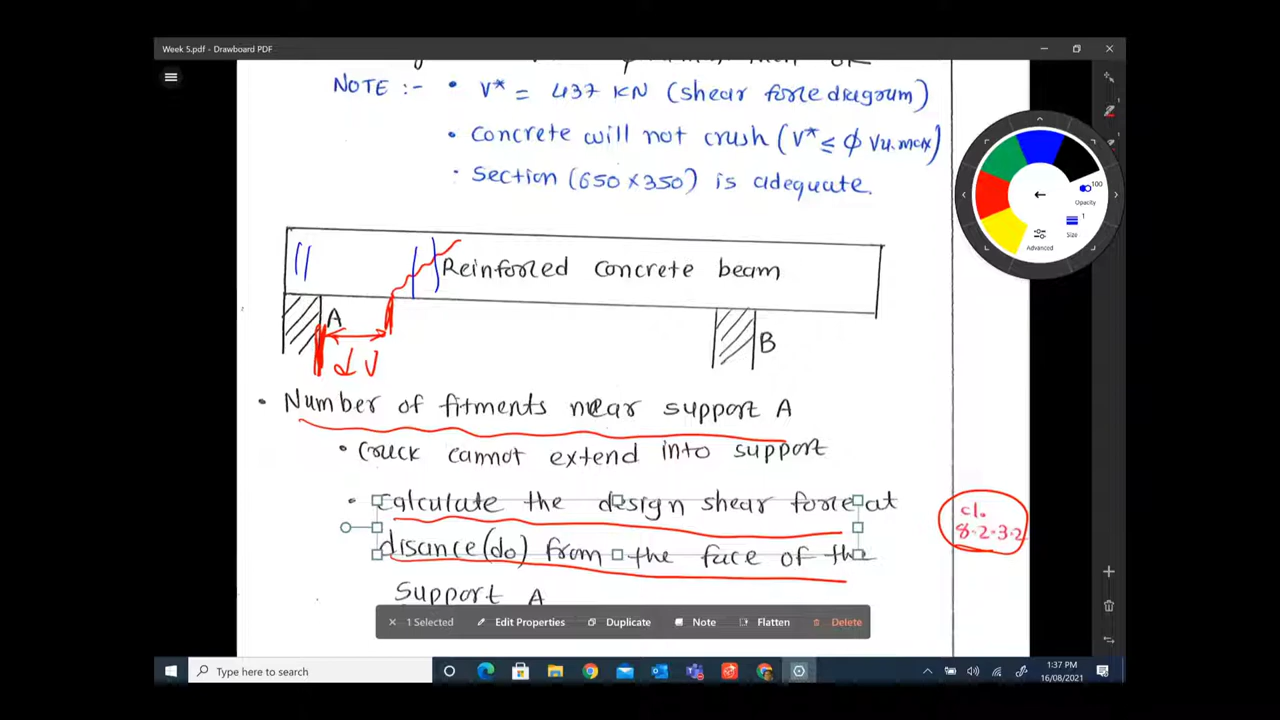 Week 5.pdf - Drawboard PDF
NOTE :- • V* = 437 KN (shear force diagram)
• Concrete will not crush (V* ≤ ϕ Vu.max)
• Section (650×350) is adequate.
100
Opacity
1
Size
Advanced
Reinforced concrete beam
A
B
dV
• Number of fitments near support A
• Crack cannot extend into support
• Calculate the design shear force at
cl.
8.2.3.2
disance(do) from the face of the
Support A
1 Selected Edit Properties Duplicate Note Flatten Delete
Type here to search
1:37 PM
16/08/2021